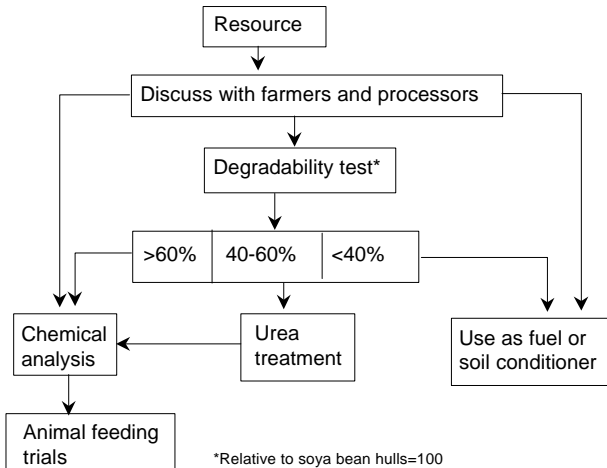 Resource
Discuss with farmers and processors
Degradability test*
>60% 40-60% <40%
Chemical
analysis
Urea
treatment
Use as fuel or
soil conditioner
Animal feeding
trials
*Relative to soya bean hulls=100